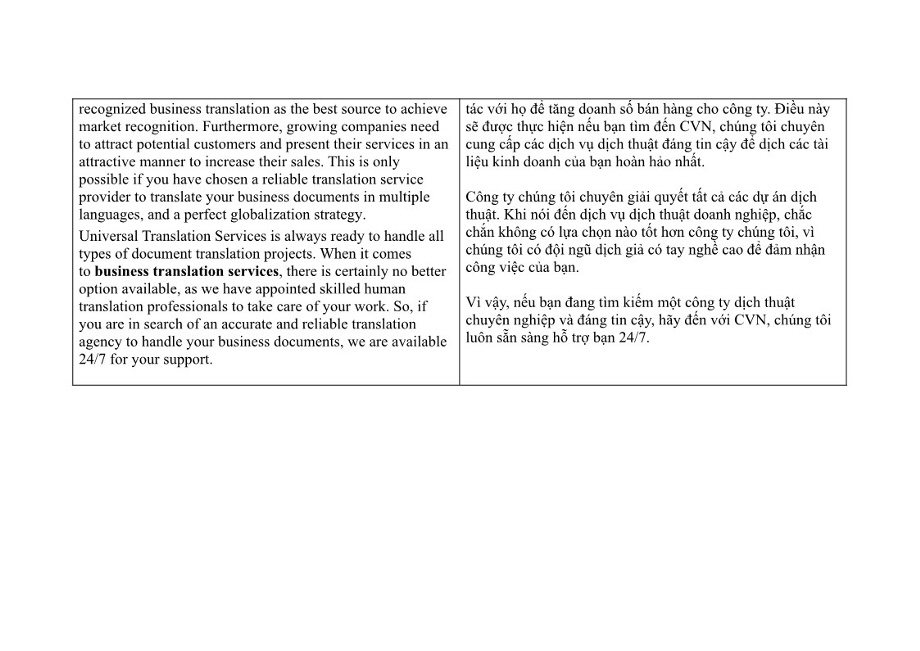 recognized business translation as the best source to achieve
market recognition. Furthermore, growing companies need
to attract potential customers and present their services in an
attractive manner to increase their sales. This is only
possible if you have chosen a reliable translation service
provider to translate your business documents in multiple
languages, and a perfect globalization strategy.
Universal Translation Services is always ready to handle all
types of document translation projects. When it comes
to business translation services, there is certainly no better
option available, as we have appointed skilled human
translation professionals to take care of your work. So, if
you are in search of an accurate and reliable translation
agency to handle your business documents, we are available
24/7 for your support.
tác với họ để tăng doanh số bán hàng cho công ty. Điều này
sẽ được thực hiện nếu bạn tìm đến CVN, chúng tôi chuyên
cung cấp các dịch vụ dịch thuật đáng tin cậy để dịch các tài
liệu kinh doanh của bạn hoàn hảo nhất.
Công ty chúng tôi chuyên giải quyết tất cả các dự án dịch
thuật. Khi nói đến dịch vụ dịch thuật doanh nghiệp, chắc
chắn không có lựa chọn nào tốt hơn công ty chúng tôi, vì
chúng tôi có đội ngũ dịch giả có tay nghề cao để đảm nhận
công việc của bạn.
Vì vậy, nếu bạn đang tìm kiếm một công ty dịch thuật
chuyên nghiệp và đáng tin cậy, hãy đến với CVN, chúng tôi
luôn sẵn sàng hỗ trợ bạn 24/7.